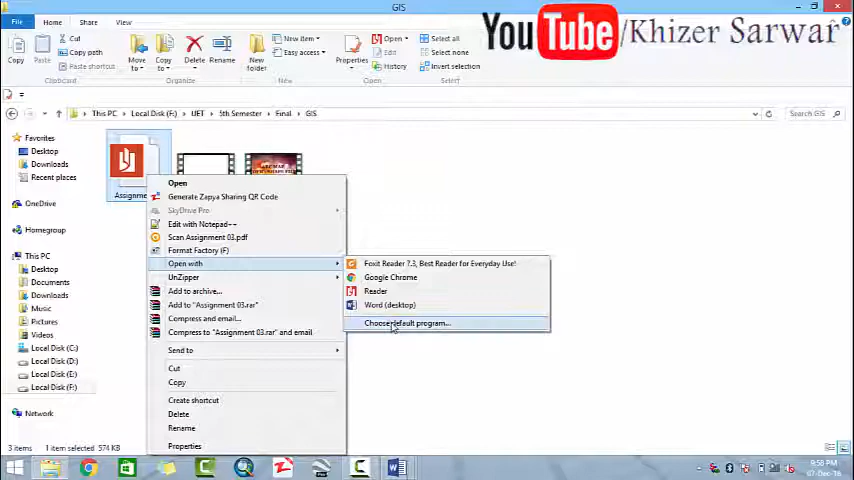 GIS
YouTube/Khizer Sarwar
File
Home
Share
View
Copy
Paste
Cut
Copy path
Paste shortcut
Move to
Copy to
Delete
Rename
New folder
New item
Easy access
Properties
Open
Edit
History
Select all
Select none
Invert selection
Clipboard
Organize
New
Open
Select
This PC
Local Disk (F:)
UET
5th Semester
Final
GIS
Search GIS
Favorites
Desktop
Downloads
Recent places
OneDrive
Homegroup
This PC
Desktop
Documents
Downloads
Music
Pictures
Videos
Local Disk (C:)
Local Disk (D:)
Local Disk (E:)
Local Disk (F:)
Network
Assignme
Open
Generate Zapya Sharing QR Code
SkyDrive Pro
Edit with Notepad++
Scan Assignment 03.pdf
Format Factory (F)
Open with
UnZipper
Add to archive...
Add to "Assignment 03.rar"
Compress and email...
Compress to "Assignment 03.rar" and email
Send to
Cut
Copy
Create shortcut
Delete
Rename
Properties
Foxit Reader 7.3, Best Reader for Everyday Use!
Google Chrome
Reader
Word (desktop)
Choose default program...
3 items
1 item selected 574 KB
9:58 PM
07-Dec-16